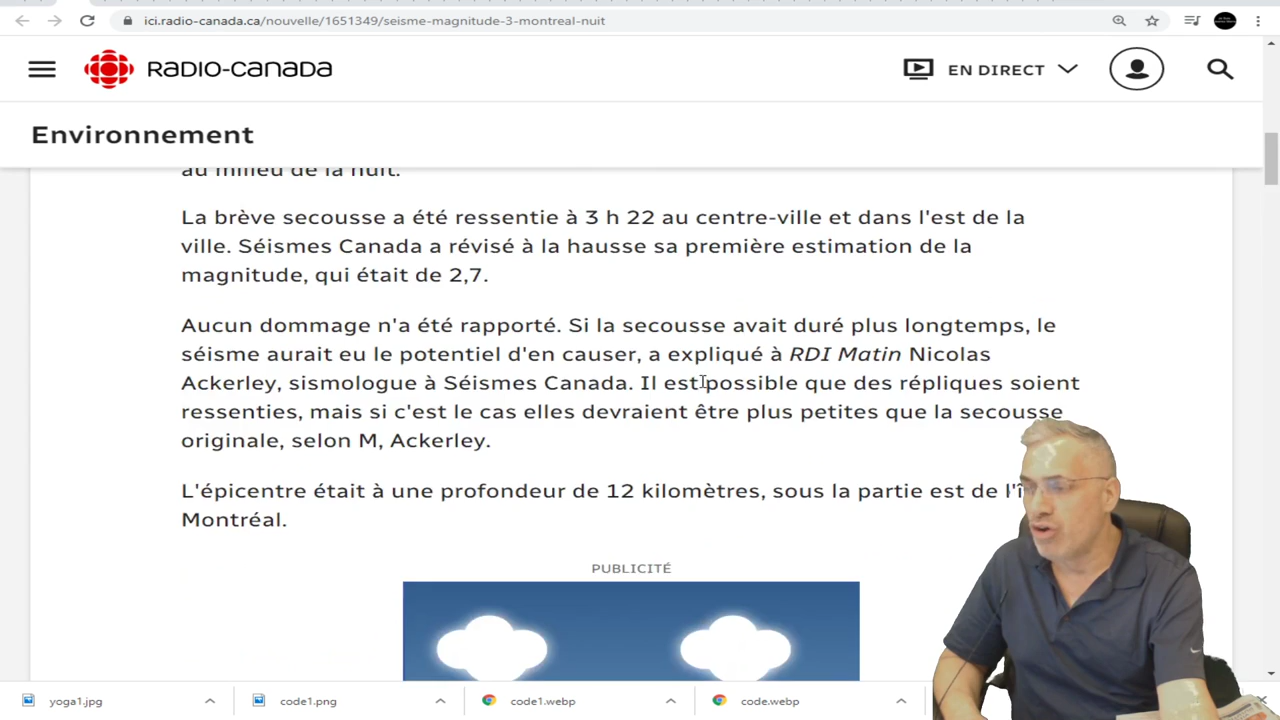 ici.radio-canada.ca/nouvelle/1651349/seisme-magnitude-3-montreal-nuit
RADIO-CANADA
EN DIRECT
Environnement
au milieu de la nuit.
La brève secousse a été ressentie à 3 h 22 au centre-ville et dans l'est de la
ville. Séismes Canada a révisé à la hausse sa première estimation de la
magnitude, qui était de 2,7.
Aucun dommage n'a été rapporté. Si la secousse avait duré plus longtemps, le
séisme aurait eu le potentiel d'en causer, a expliqué à RDI Matin Nicolas
Ackerley, sismologue à Séismes Canada. Il est possible que des répliques soient
ressenties, mais si c'est le cas elles devraient être plus petites que la secousse
originale, selon M, Ackerley.
L'épicentre était à une profondeur de 12 kilomètres, sous la partie est de
Montréal.
PUBLICITÉ
yoga1.jpg
code1.png
code1.webp
code.webp